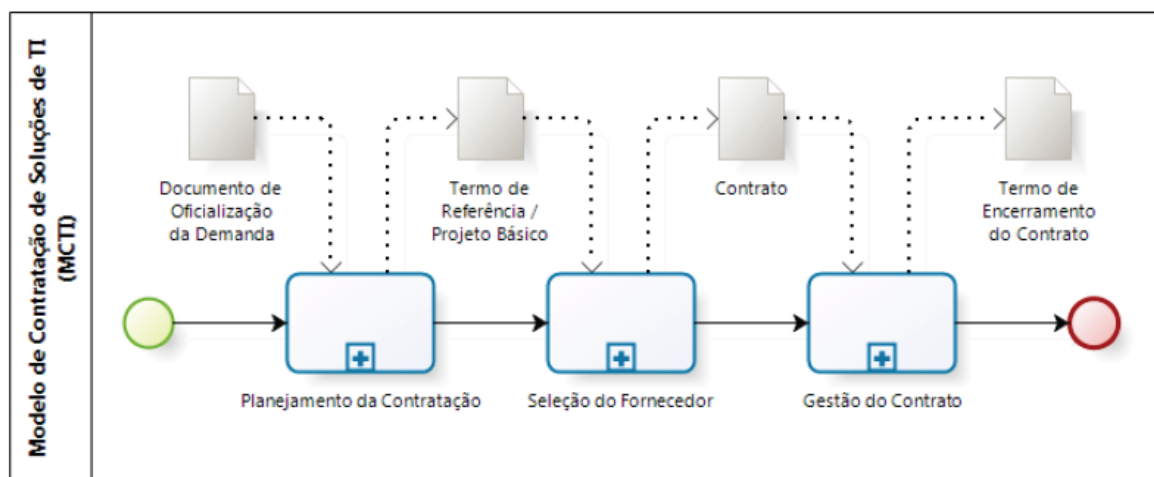 Modelo de Contratação de Soluções de TI
(MCTI)
Documento de
Oficialização
da Demanda
Termo de
Referência /
Projeto Básico
Contrato
Termo de
Encerramento
do Contrato
Planejamento da Contratação
Seleção do Fornecedor
Gestão do Contrato